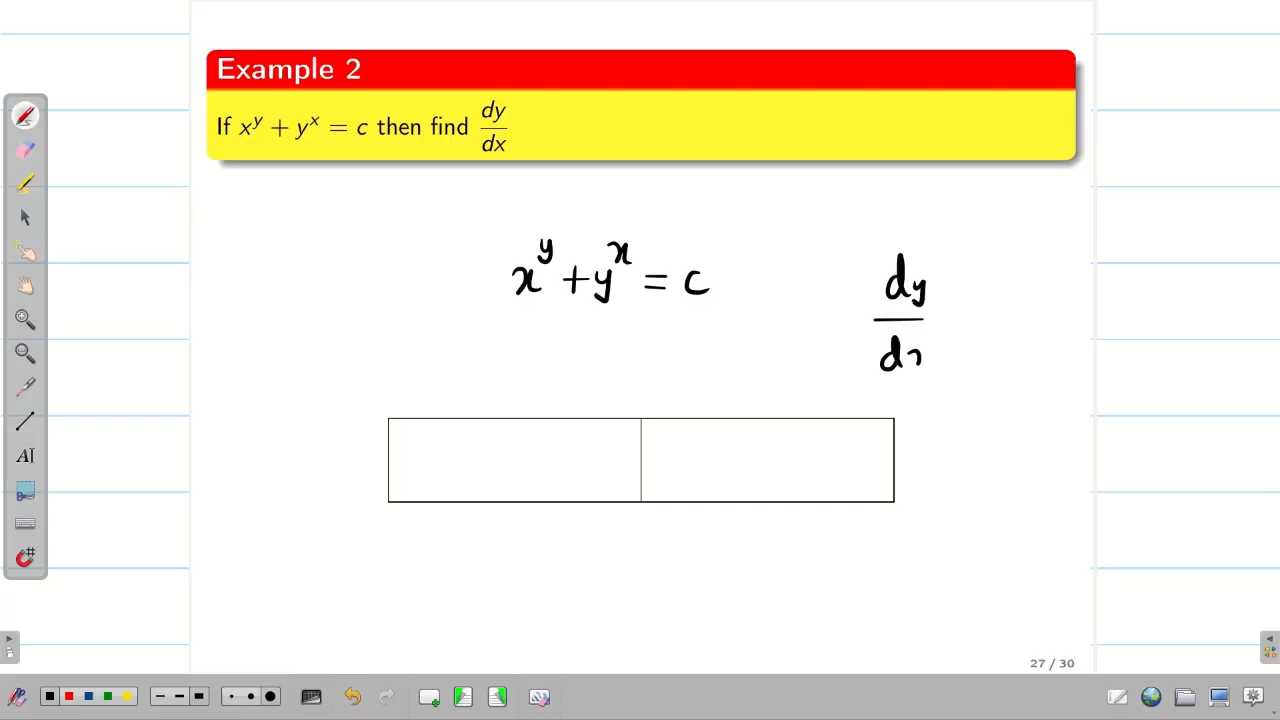 Example 2
If x^y + y^x = c then find dy/dx
x^y + y^x = c
dy
d
27 / 30